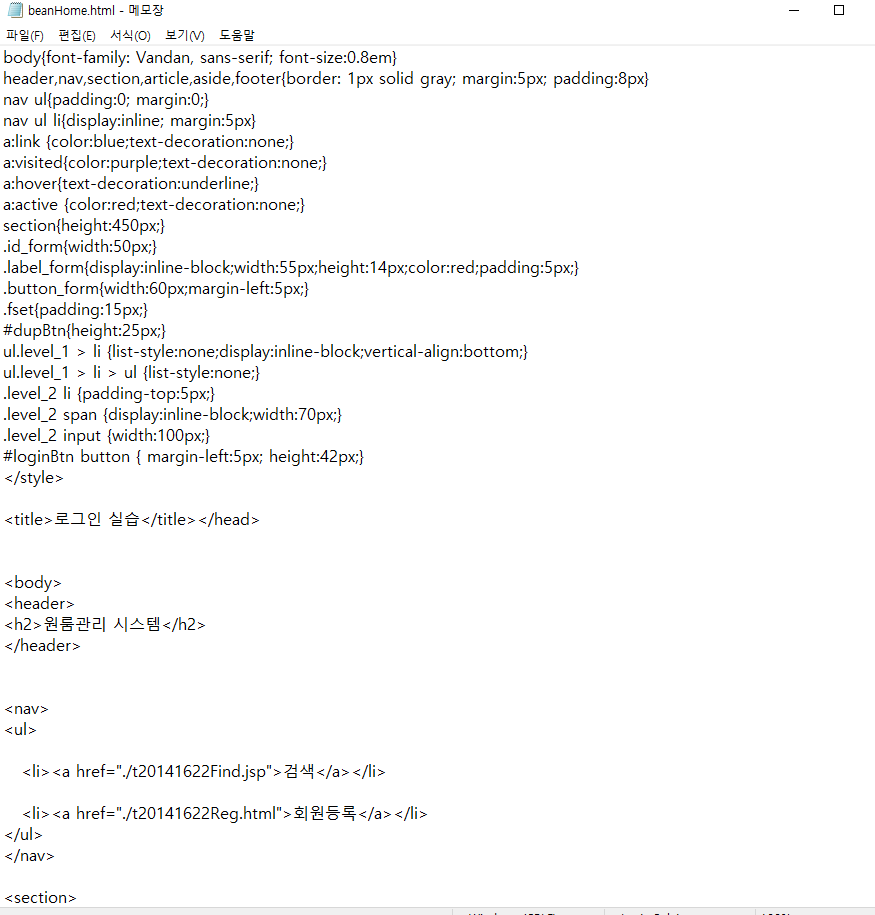 beanHome.html - 메모장
파일(F) 편집(E) 서식(O) 보기(V) 도움말
body{font-family: Vandan, sans-serif; font-size:0.8em}
header,nav,section,article,aside,footer{border: 1px solid gray; margin:5px; padding:8px}
nav ul{padding:0; margin:0;}
nav ul li{display:inline; margin:5px}
a:link {color:blue;text-decoration:none;}
a:visited{color:purple;text-decoration:none;}
a:hover{text-decoration:underline;}
a:active {color:red;text-decoration:none;}
section{height:450px;}
.id_form{width:50px;}
.label_form{display:inline-block;width:55px;height:14px;color:red;padding:5px;}
.button_form{width:60px;margin-left:5px;}
.fset{padding:15px;}
#dupBtn{height:25px;}
ul.level_1 > li {list-style:none;display:inline-block;vertical-align:bottom;}
ul.level_1 > li > ul {list-style:none;}
.level_2 li {padding-top:5px;}
.level_2 span {display:inline-block;width:70px;}
.level_2 input {width:100px;}
#loginBtn button { margin-left:5px; height:42px;}
</style>
<title>로그인 실습</title></head>
<body>
<header>
<h2>원룸관리 시스템</h2>
</header>
<nav>
<ul>
<li><a href="./t20141622Find.jsp">검색</a></li>
<li><a href="./t20141622Reg.html">회원등록</a></li>
</ul>
</nav>
<section>